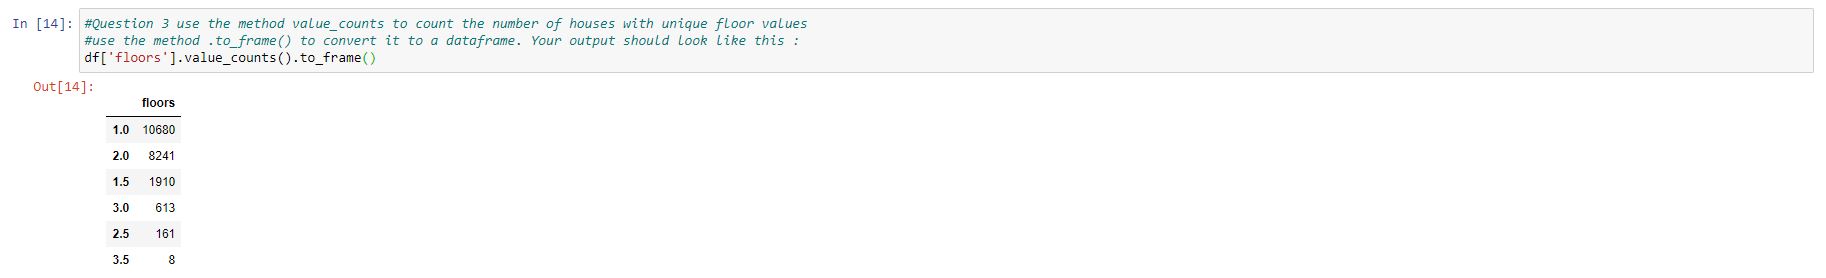 In [14]: #Question 3 use the method value_counts to count the number of houses with unique floor values
#use the method .to_frame() to convert it to a dataframe. Your output should look like this :
df['floors'].value_counts().to_frame()
Out[14]:
floors
1.0 10680
2.0 8241
1.5 1910
3.0 613
2.5 161
3.5 8